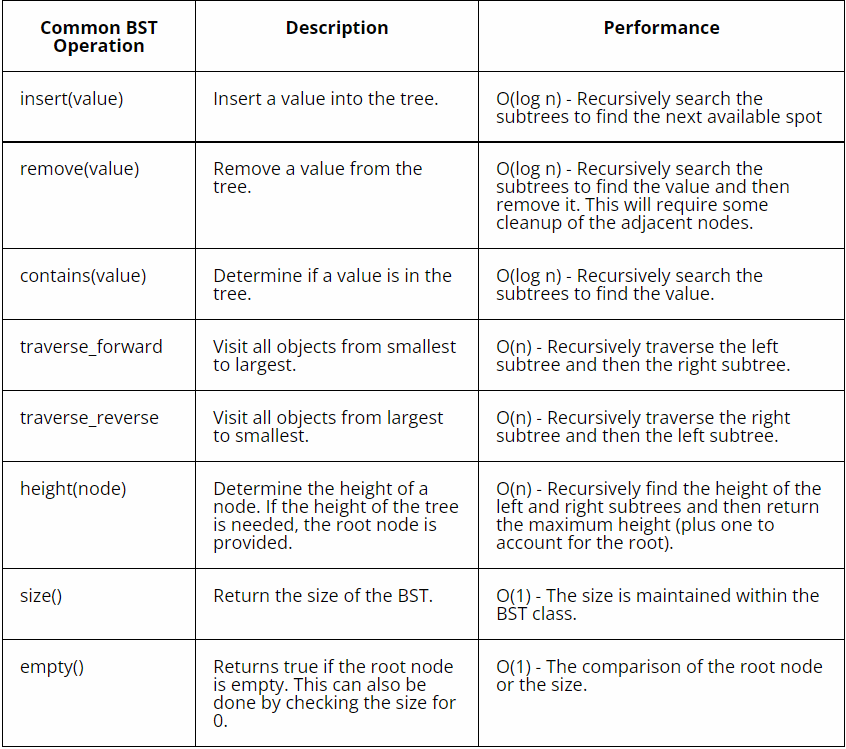 Common BST
Operation
Description
Performance
insert(value)
Insert a value into the tree.
O(log n) - Recursively search the
subtrees to find the next available spot
remove(value)
Remove a value from the
tree.
O(log n) - Recursively search the
subtrees to find the value and then
remove it. This will require some
cleanup of the adjacent nodes.
contains(value)
Determine if a value is in the
tree.
O(log n) - Recursively search the
subtrees to find the value.
traverse_forward
Visit all objects from smallest
to largest.
O(n) - Recursively traverse the left
subtree and then the right subtree.
traverse_reverse
Visit all objects from largest
to smallest.
O(n) - Recursively traverse the right
subtree and then the left subtree.
height(node)
Determine the height of a
node. If the height of the tree
is needed, the root node is
provided.
O(n) - Recursively find the height of the
left and right subtrees and then return
the maximum height (plus one to
account for the root).
size()
Return the size of the BST.
O(1) - The size is maintained within the
BST class.
empty()
Returns true if the root node
is empty. This can also be
done by checking the size for
0.
O(1) - The comparison of the root node
or the size.